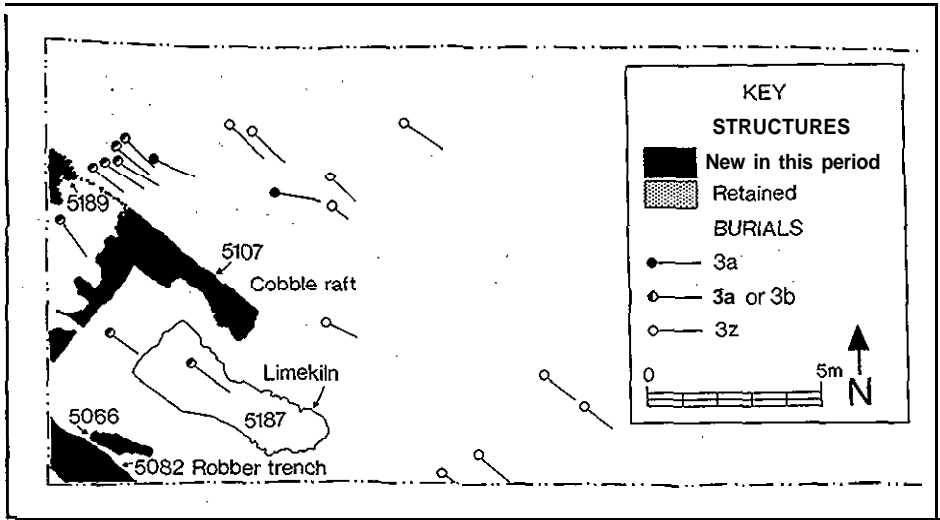 5189
5107
Cobble raft
Limekiln
5187
5066
5082 Robber trench
KEY
STRUCTURES
New in this period
Retained
BURIALS
3a
3a or 3b
3z
0 5m
N